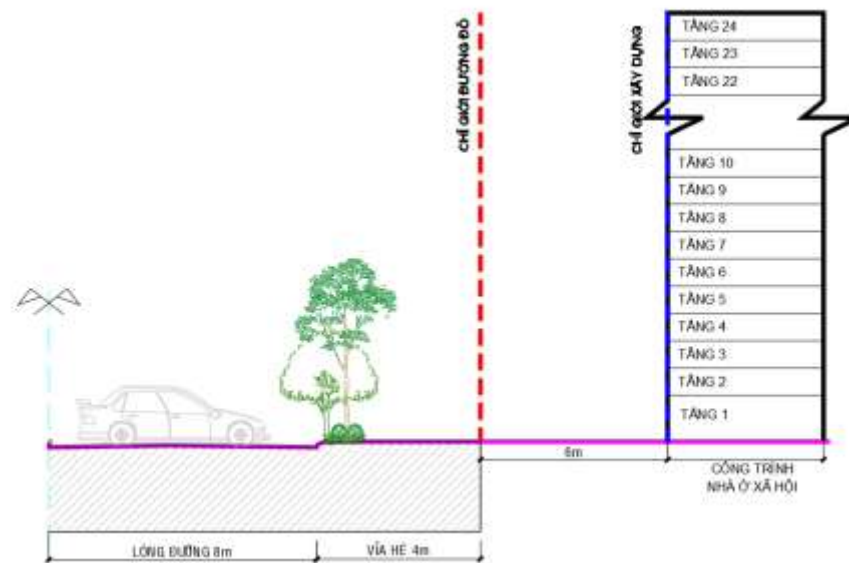 CHỈ GIỚI ĐƯỜNG ĐỎ
CHỈ GIỚI XÂY DỰNG
TẦNG 24
TẦNG 23
TẦNG 22
TẦNG 10
TẦNG 9
TẦNG 8
TẦNG 7
TẦNG 6
TẦNG 5
TẦNG 4
TẦNG 3
TẦNG 2
TẦNG 1
6m
CÔNG TRÌNH
NHÀ Ở XÃ HỘI
LÒNG ĐƯỜNG 8m
VỈA HÈ 4m